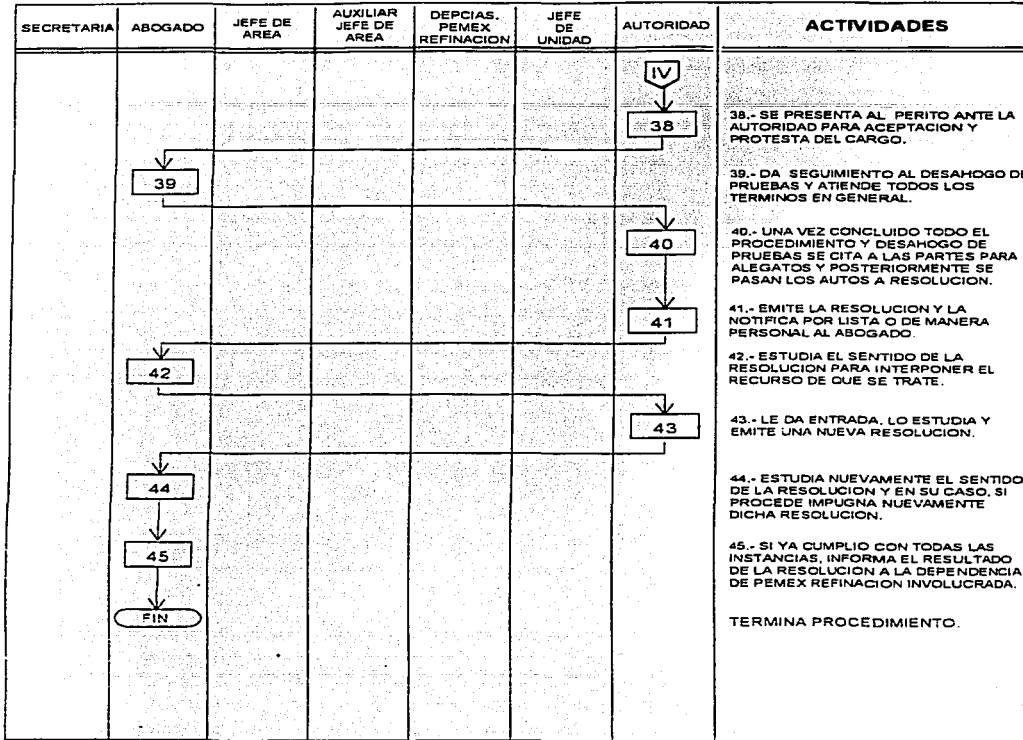 SECRETARIA ABOGADO JEFE DE AREA AUXILIAR JEFE DE AREA DEPCIAS. PEMEX REFINACION JEFE DE UNIDAD AUTORIDAD ACTIVIDADES
IV
38
38.- SE PRESENTA AL PERITO ANTE LA
AUTORIDAD PARA ACEPTACION Y
PROTESTA DEL CARGO.
39
39.- DA SEGUIMIENTO AL DESAHOGO DE
PRUEBAS Y ATIENDE TODOS LOS
TERMINOS EN GENERAL.
40
40.- UNA VEZ CONCLUIDO TODO EL
PROCEDIMIENTO Y DESAHOGO DE
PRUEBAS SE CITA A LAS PARTES PARA
ALEGATOS Y POSTERIORMENTE SE
PASAN LOS AUTOS A RESOLUCION.
41
41.- EMITE LA RESOLUCION Y LA
NOTIFICA POR LISTA O DE MANERA
PERSONAL AL ABOGADO.
42
42.- ESTUDIA EL SENTIDO DE LA
RESOLUCION PARA INTERPONER EL
RECURSO DE QUE SE TRATE.
43
43.- LE DA ENTRADA, LO ESTUDIA Y
EMITE UNA NUEVA RESOLUCION.
44
44.- ESTUDIA NUEVAMENTE EL SENTIDO
DE LA RESOLUCION Y EN SU CASO, SI
PROCEDE IMPUGNA NUEVAMENTE
DICHA RESOLUCION.
45
45.- SI YA CUMPLIO CON TODAS LAS
INSTANCIAS, INFORMA EL RESULTADO
DE LA RESOLUCION A LA DEPENDENCIA
DE PEMEX REFINACION INVOLUCRADA.
FIN
TERMINA PROCEDIMIENTO.